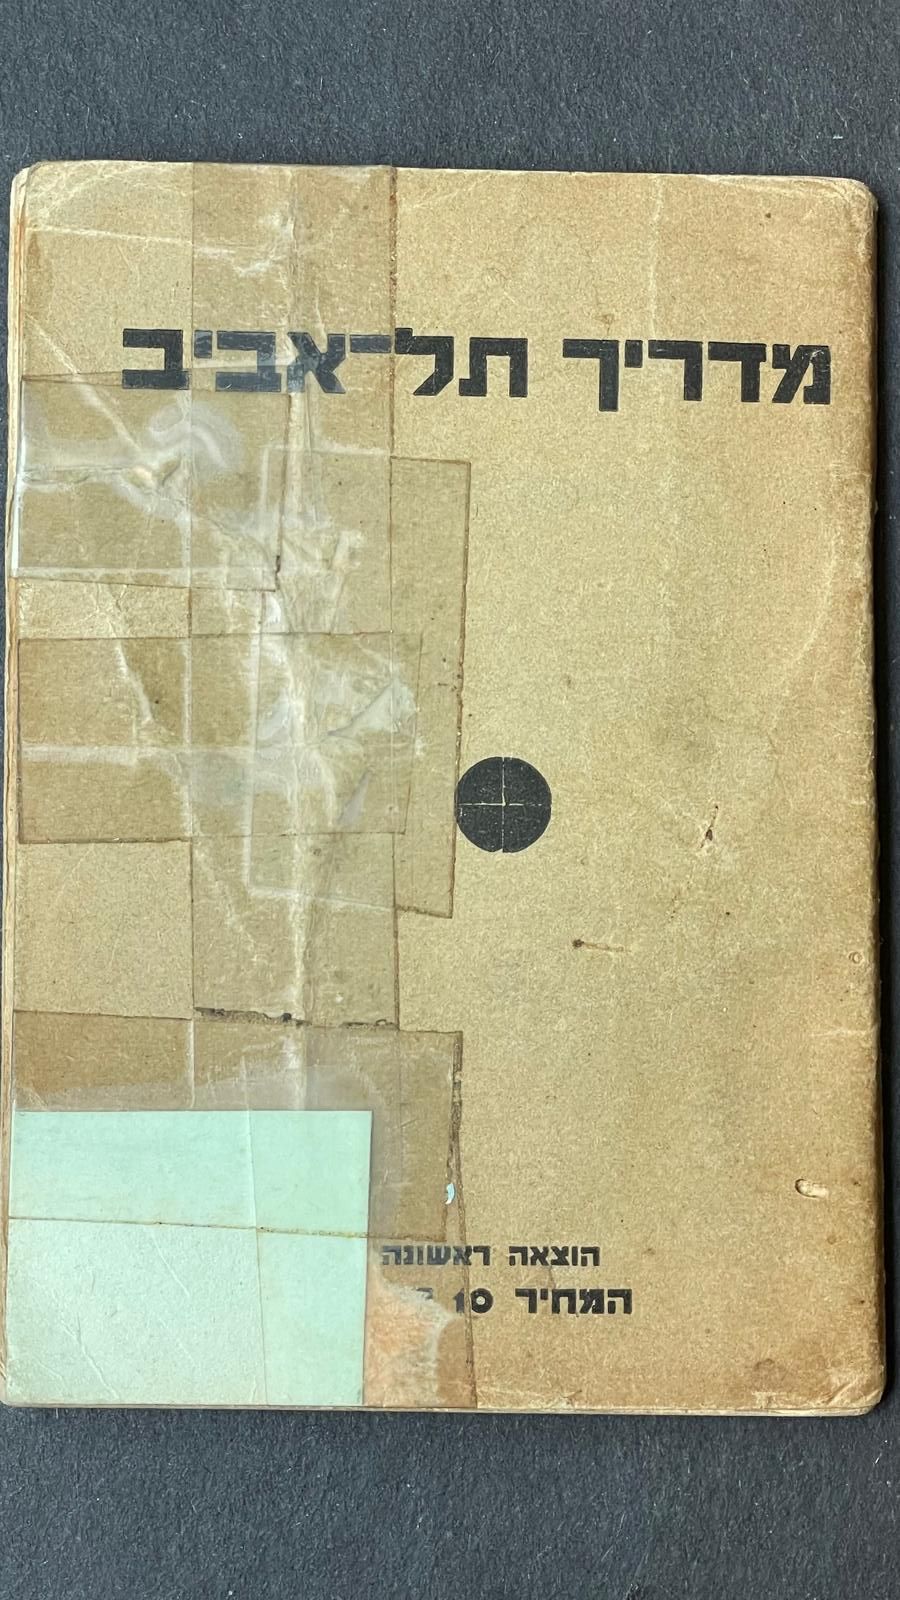 מדריך תל־אביב
הוצאה ראשונה
המחיר 10